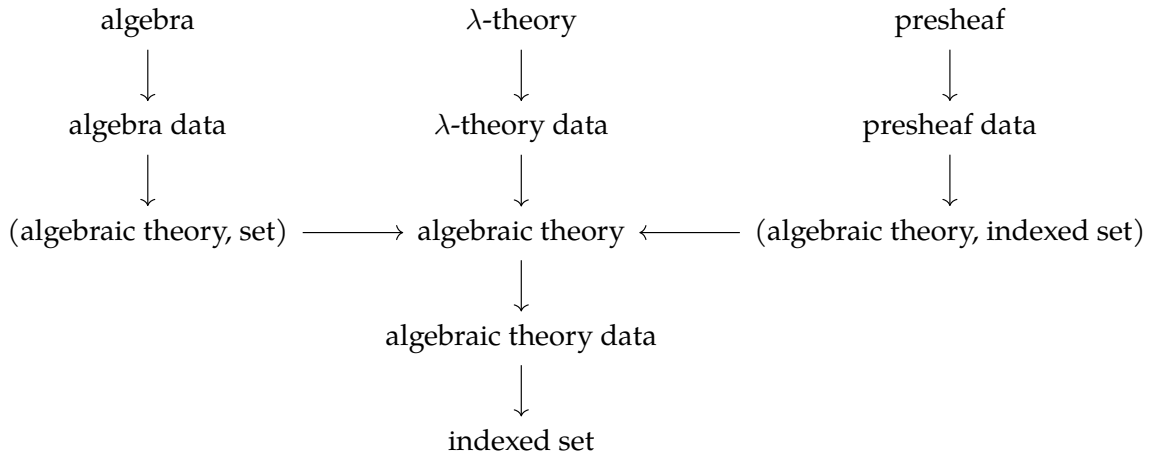 algebra λ-theory presheaf
algebra data λ-theory data presheaf data
(algebraic theory, set) algebraic theory (algebraic theory, indexed set)
algebraic theory data
indexed set